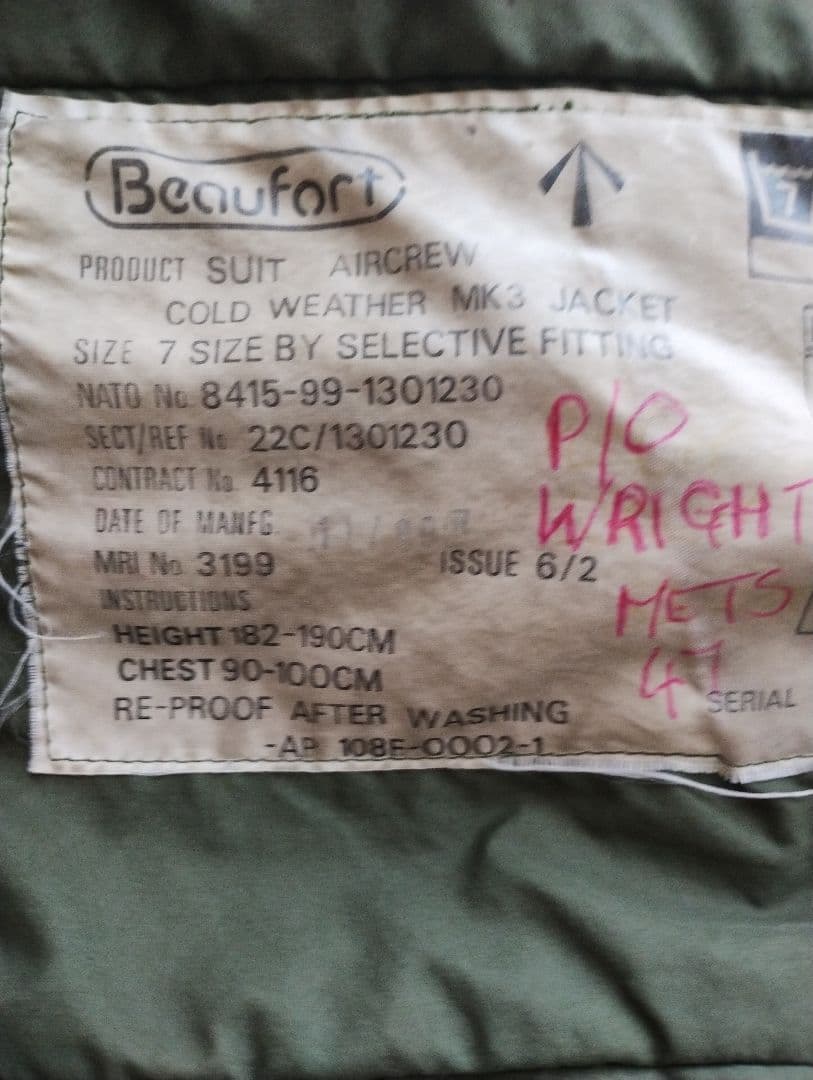 Beaufort
7
PRODUCT SUIT AIRCREW
COLD WEATHER MK3 JACKET
SIZE 7 SIZE BY SELECTIVE FITTING
NATO No 8415-99-1301230
SECT/REF No 22C/1301230
CONTRACT No 4116
DATE OF MANFG.
MRI No 3199 ISSUE 6/2
INSTRUCTIONS
HEIGHT 182-190CM
CHEST 90-100CM
RE-PROOF AFTER WASHING
-AP 108E-0002-1
P/O
WRIGHT
METS
47
SERIAL